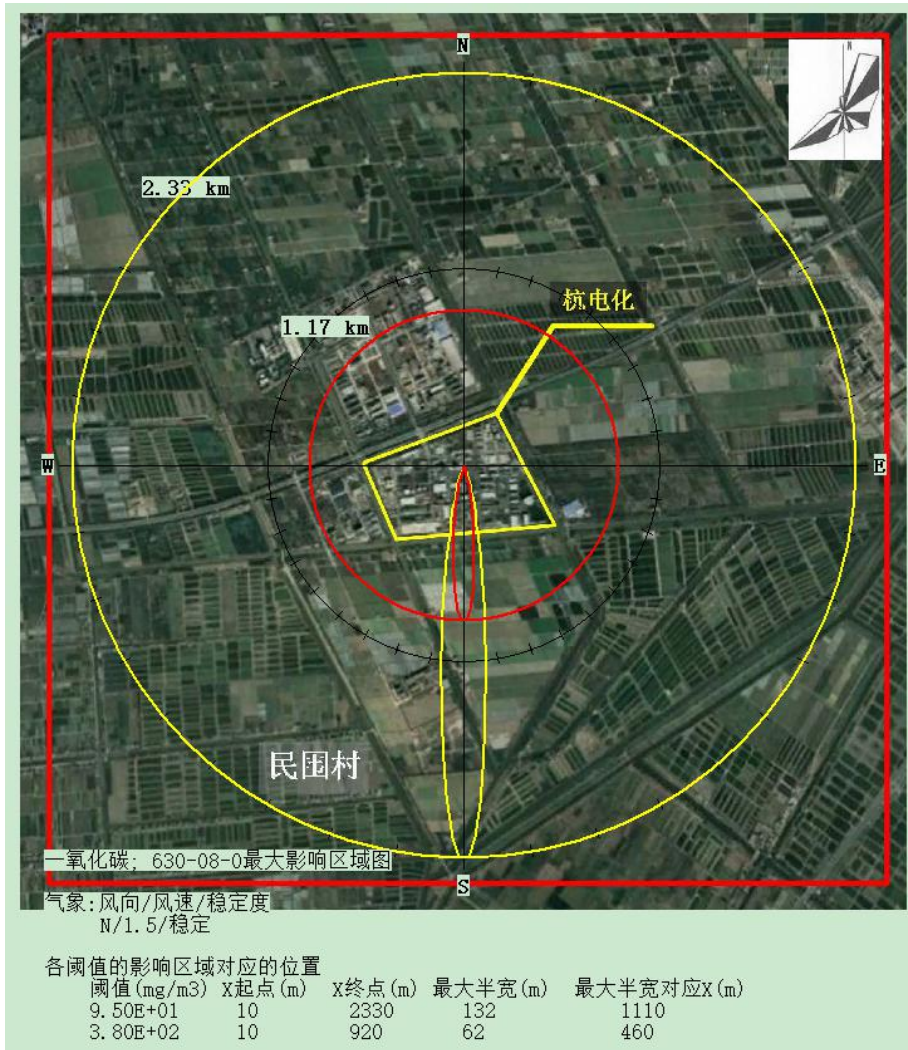 N
N
2.33 km
杭电化
1.17 km
W
E
民围村
一氧化碳; 630-08-0最大影响区域图
S
气象:风向/风速/稳定度
N/1.5/稳定
各阈值的影响区域对应的位置
阈值(mg/m3) X起点(m) X终点(m) 最大半宽(m) 最大半宽对应X(m)
9.50E+01 10 2330 132 1110
3.80E+02 10 920 62 460